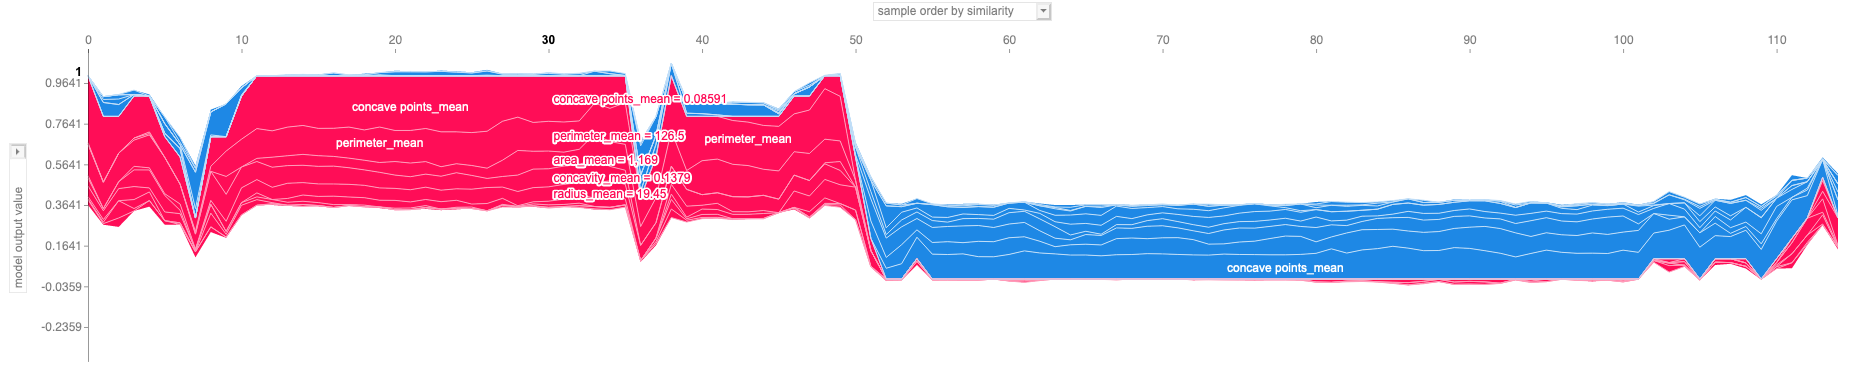 sample order by similarity
0 10 20 30 40 50 60 70 80 90 100 110
1
0.9641
0.7641
0.5641
0.3641
0.1641
-0.0359
-0.2359
model output value
concave points_mean
perimeter_mean
concave points_mean = 0.08591
perimeter_mean = 126.5
area_mean = 1,169
concavity_mean = 0.1379
radius_mean = 19.45
perimeter_mean
concave points_mean